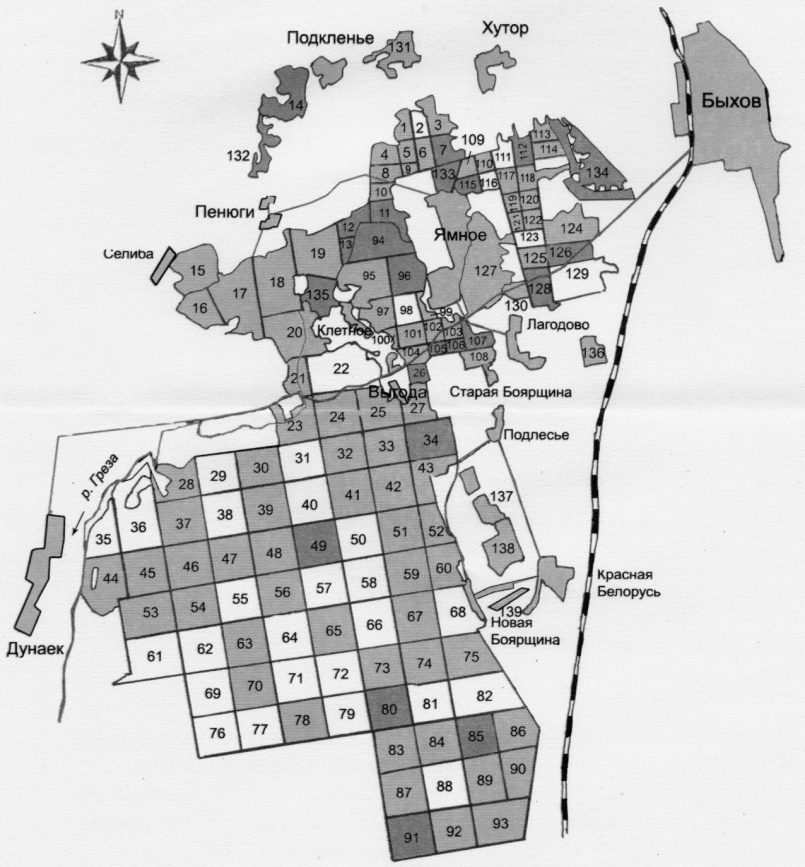 N
Подкленье
Хутор
131
14
Быхов
132
1 2 3
109
113
4 5 6 7
110 111 112 114
8 9 133
115 116 117 118 134
10
11
119 120
Пенюги
12
121 122
13 94
Ямное
123 124
Селиба
19
125 126
15
18
95 96
127
129
16 17
135
128
97 98
99
130
20
Клетное
100
101 102 103
Лагодово
104 105 106 107
136
22
108
21
26
Выгода
Старая Боярщина
23 24 25 27
Подлесье
34
31 32 33
р. Греза
28 29 30
43
35 36 37 38 39 40 41 42
137
44 45 46 47 48 49 50 51 52
138
53 54 55 56 57 58 59 60
Красная
Белорусь
139
Новая
Боярщина
Дунаек
61 62 63 64 65 66 67 68
69 70 71 72 73 74 75
76 77 78 79 80 81 82
83 84 85 86
87 88 89 90
91 92 93